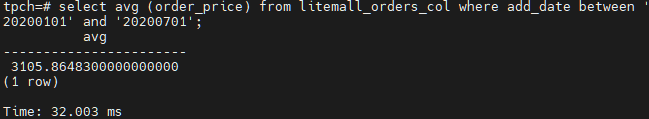 tpch=# select avg (order_price) from litemall_orders_col where add_date between '
20200101' and '20200701';
          avg
-----------------------
 3105.8648300000000000
(1 row)

Time: 32.003 ms